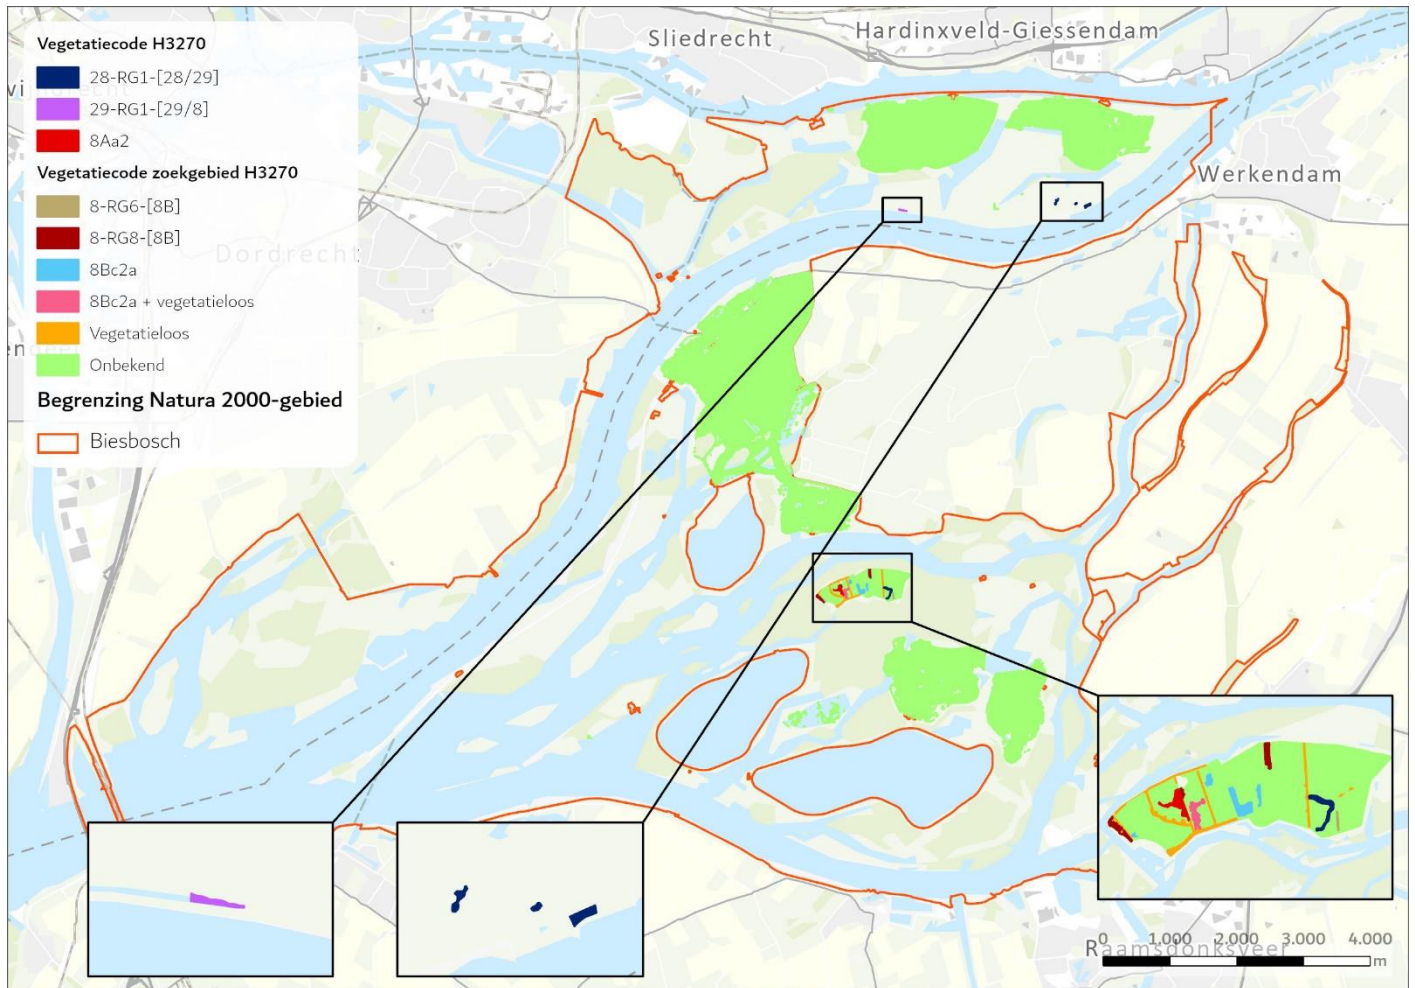 Vegetatiecode H3270
28-RG1-[28/29]
29-RG1-[29/8]
8Aa2
Vegetatiecode zoekgebied H3270
8-RG6-[8B]
8-RG8-[8B]
8Bc2a
8Bc2a + vegetatieloos
Vegetatieloos
Onbekend
Begrenzing Natura 2000-gebied
Biesbosch
Sliedrecht
Hardinxveld-Giessendam
Werkendam
Dordrecht
Raamsdonksveer
0 1.000 2.000 3.000 4.000
m